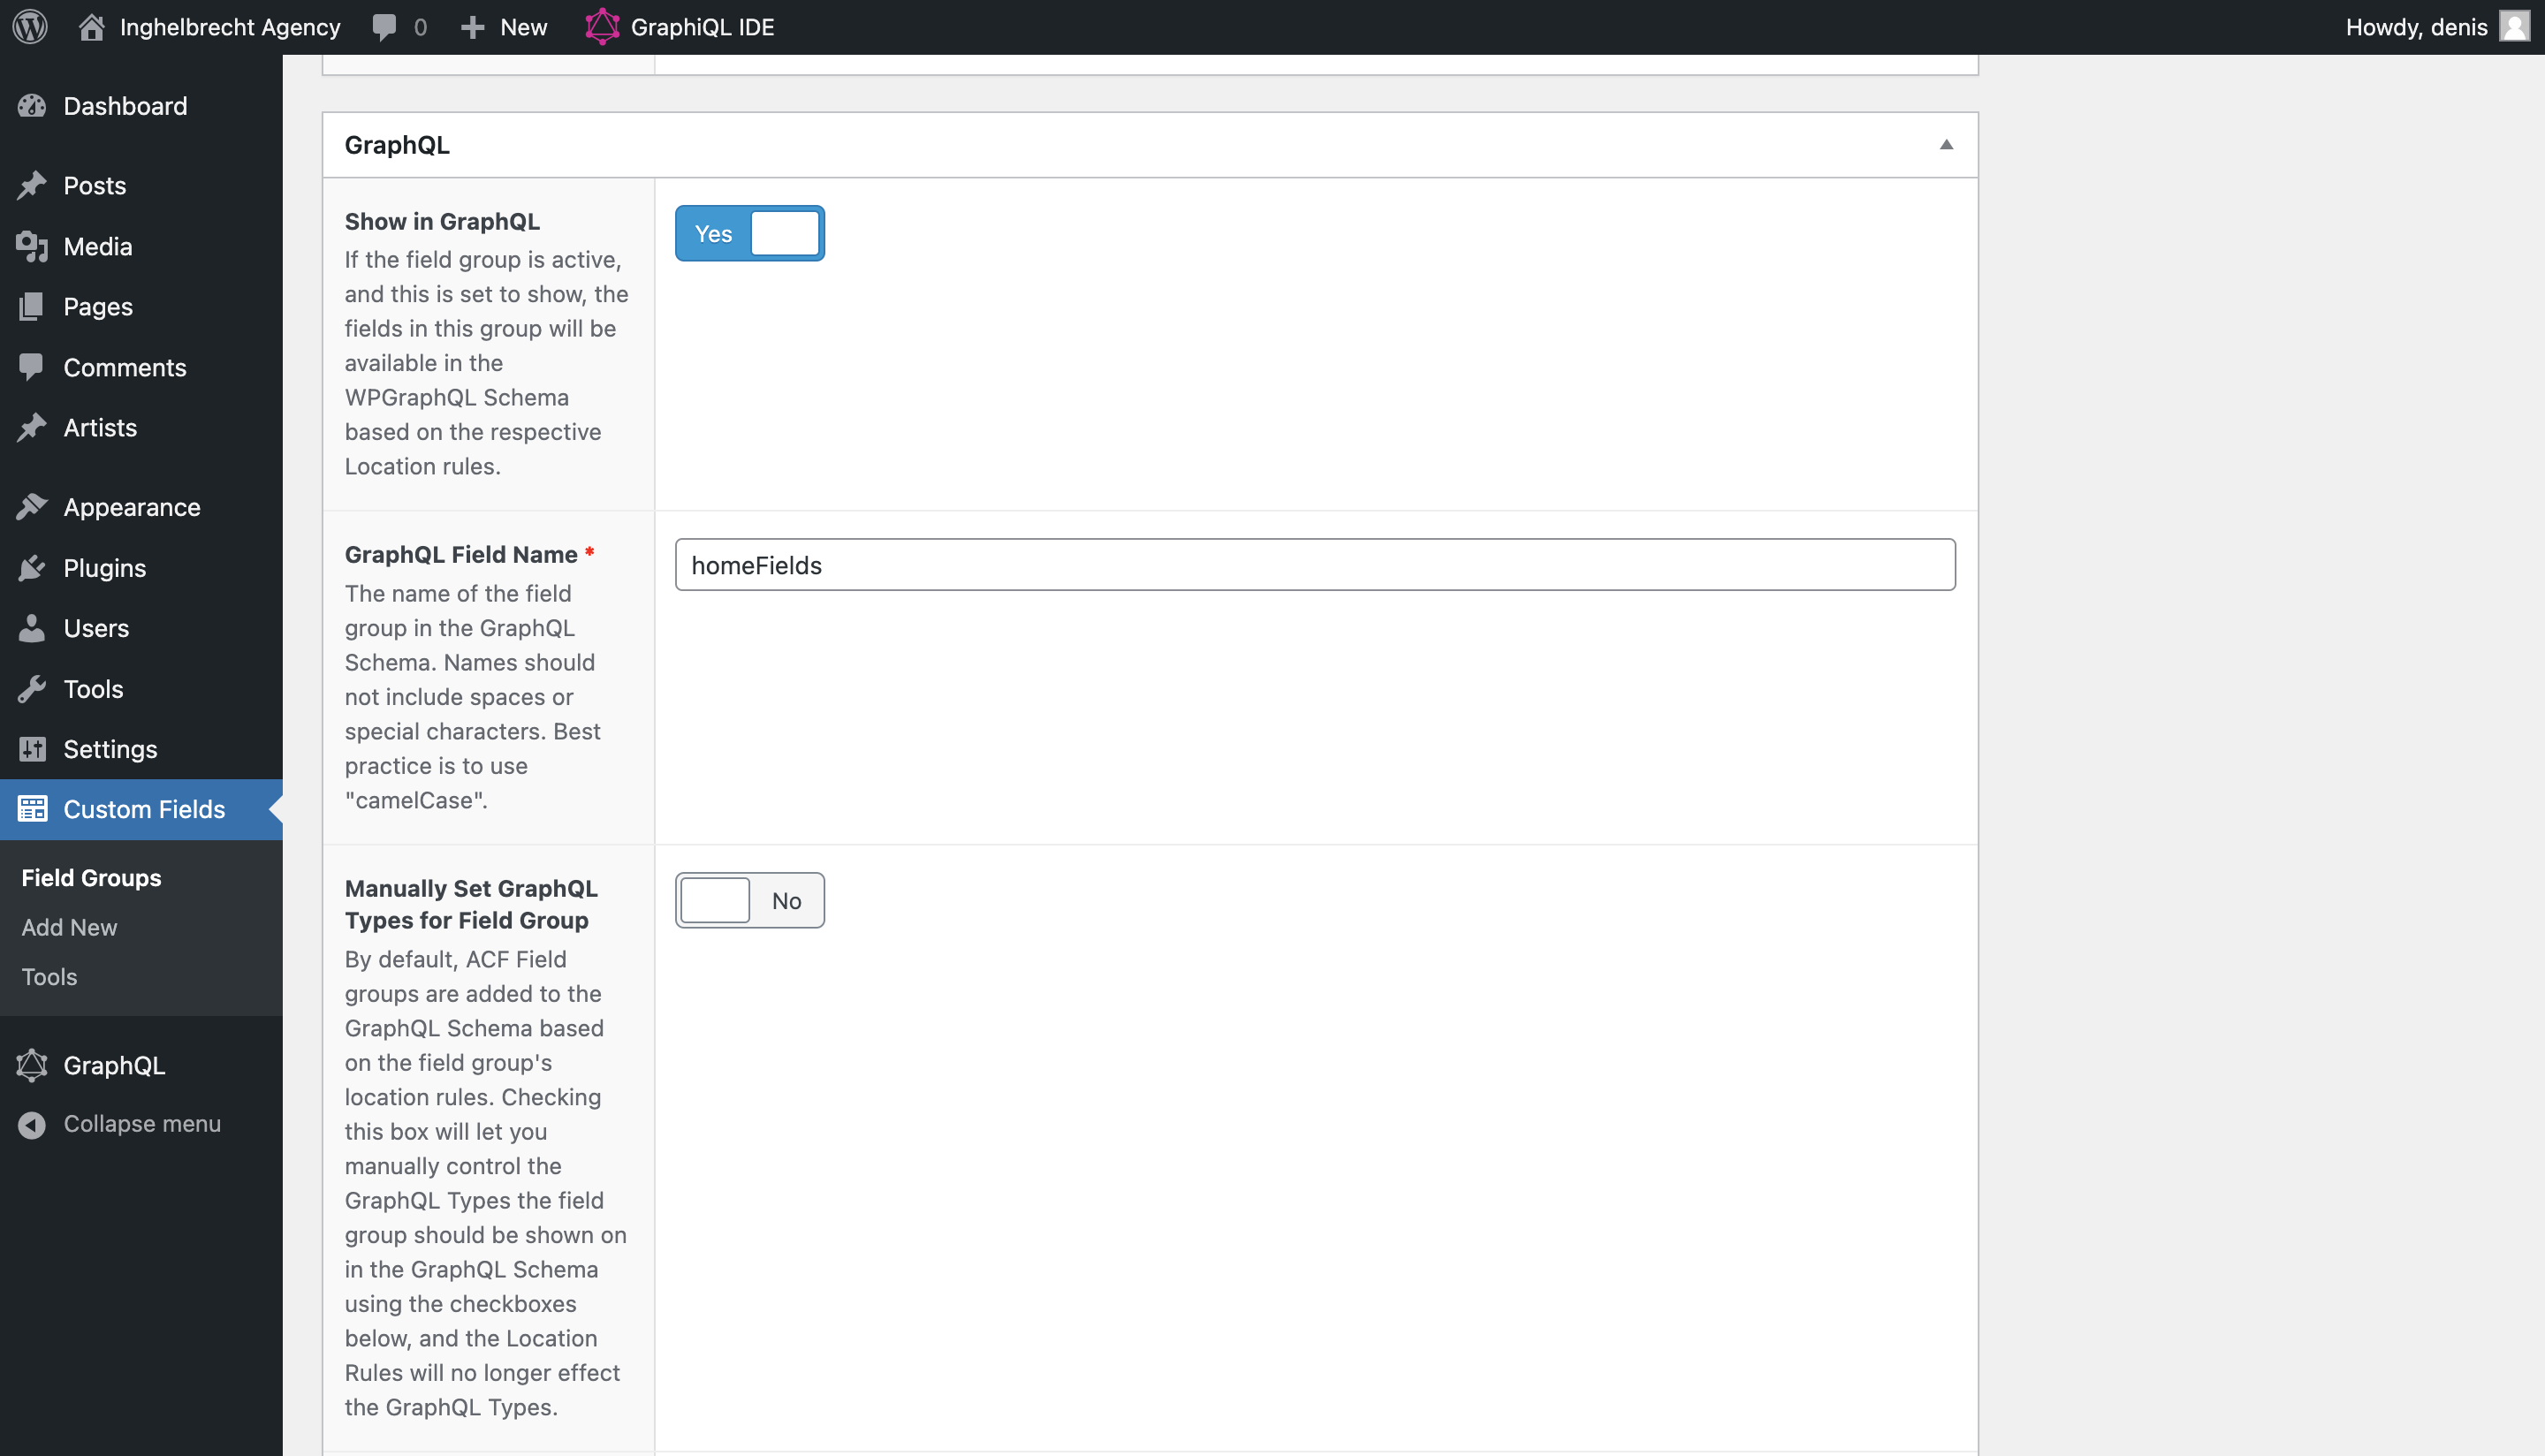 Inghelbrecht Agency 0 New GraphiQL IDE Howdy, denis
Dashboard
Posts
Media
Pages
Comments
Artists
Appearance
Plugins
Users
Tools
Settings
Custom Fields
Field Groups
Add New
Tools
GraphQL
Collapse menu
GraphQL
Show in GraphQL
If the field group is active,
and this is set to show, the
fields in this group will be
available in the
WPGraphQL Schema
based on the respective
Location rules.
Yes
GraphQL Field Name *
The name of the field
group in the GraphQL
Schema. Names should
not include spaces or
special characters. Best
practice is to use
"camelCase".
homeFields
Manually Set GraphQL
Types for Field Group
By default, ACF Field
groups are added to the
GraphQL Schema based
on the field group's
location rules. Checking
this box will let you
manually control the
GraphQL Types the field
group should be shown on
in the GraphQL Schema
using the checkboxes
below, and the Location
Rules will no longer effect
the GraphQL Types.
No